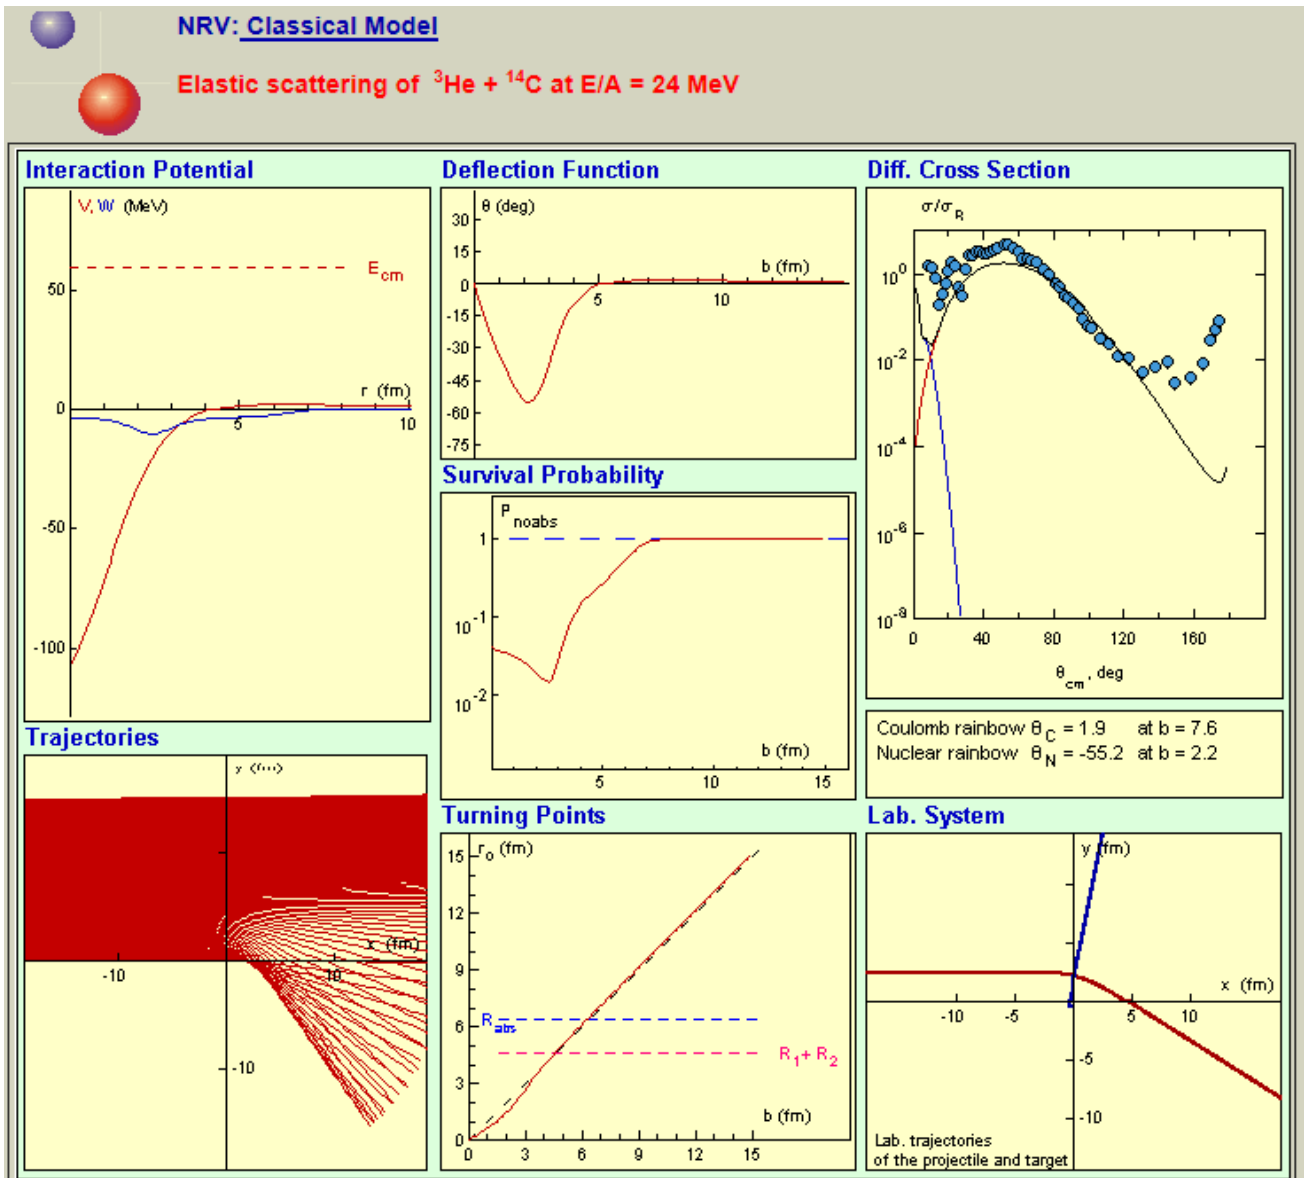 NRV: Classical Model
Elastic scattering of ³He + ¹⁴C at E/A = 24 MeV
Interaction Potential
V, W (MeV)
E_cm
50
r (fm)
0
5
10
-50
-100
Deflection Function
θ (deg)
30
15
b (fm)
0
5
10
-15
-30
-45
-60
-75
Diff. Cross Section
σ/σ_R
10⁰
10⁻²
10⁻⁴
10⁻⁶
10⁻⁸
0 40 80 120 160
θ_cm, deg
Survival Probability
P_noabs
1
10⁻¹
10⁻²
b (fm)
5 10 15
Coulomb rainbow θ_C = 1.9 at b = 7.6
Nuclear rainbow θ_N = -55.2 at b = 2.2
Trajectories
y (fm)
x (fm)
-10
10
-10
Turning Points
r₀ (fm)
15
12
9
R_abs
6
R₁+ R₂
3
b (fm)
0
0 3 6 9 12 15
Lab. System
y (fm)
x (fm)
-10 -5 5 10
-5
-10
Lab. trajectories
of the projectile and target